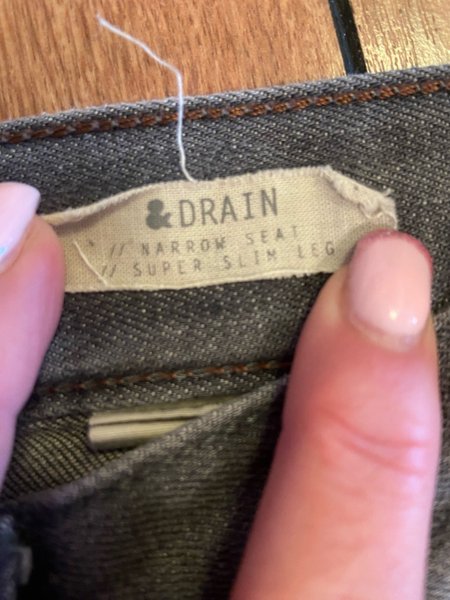 &DRAIN
// NARROW SEAT
// SUPER SLIM LEG